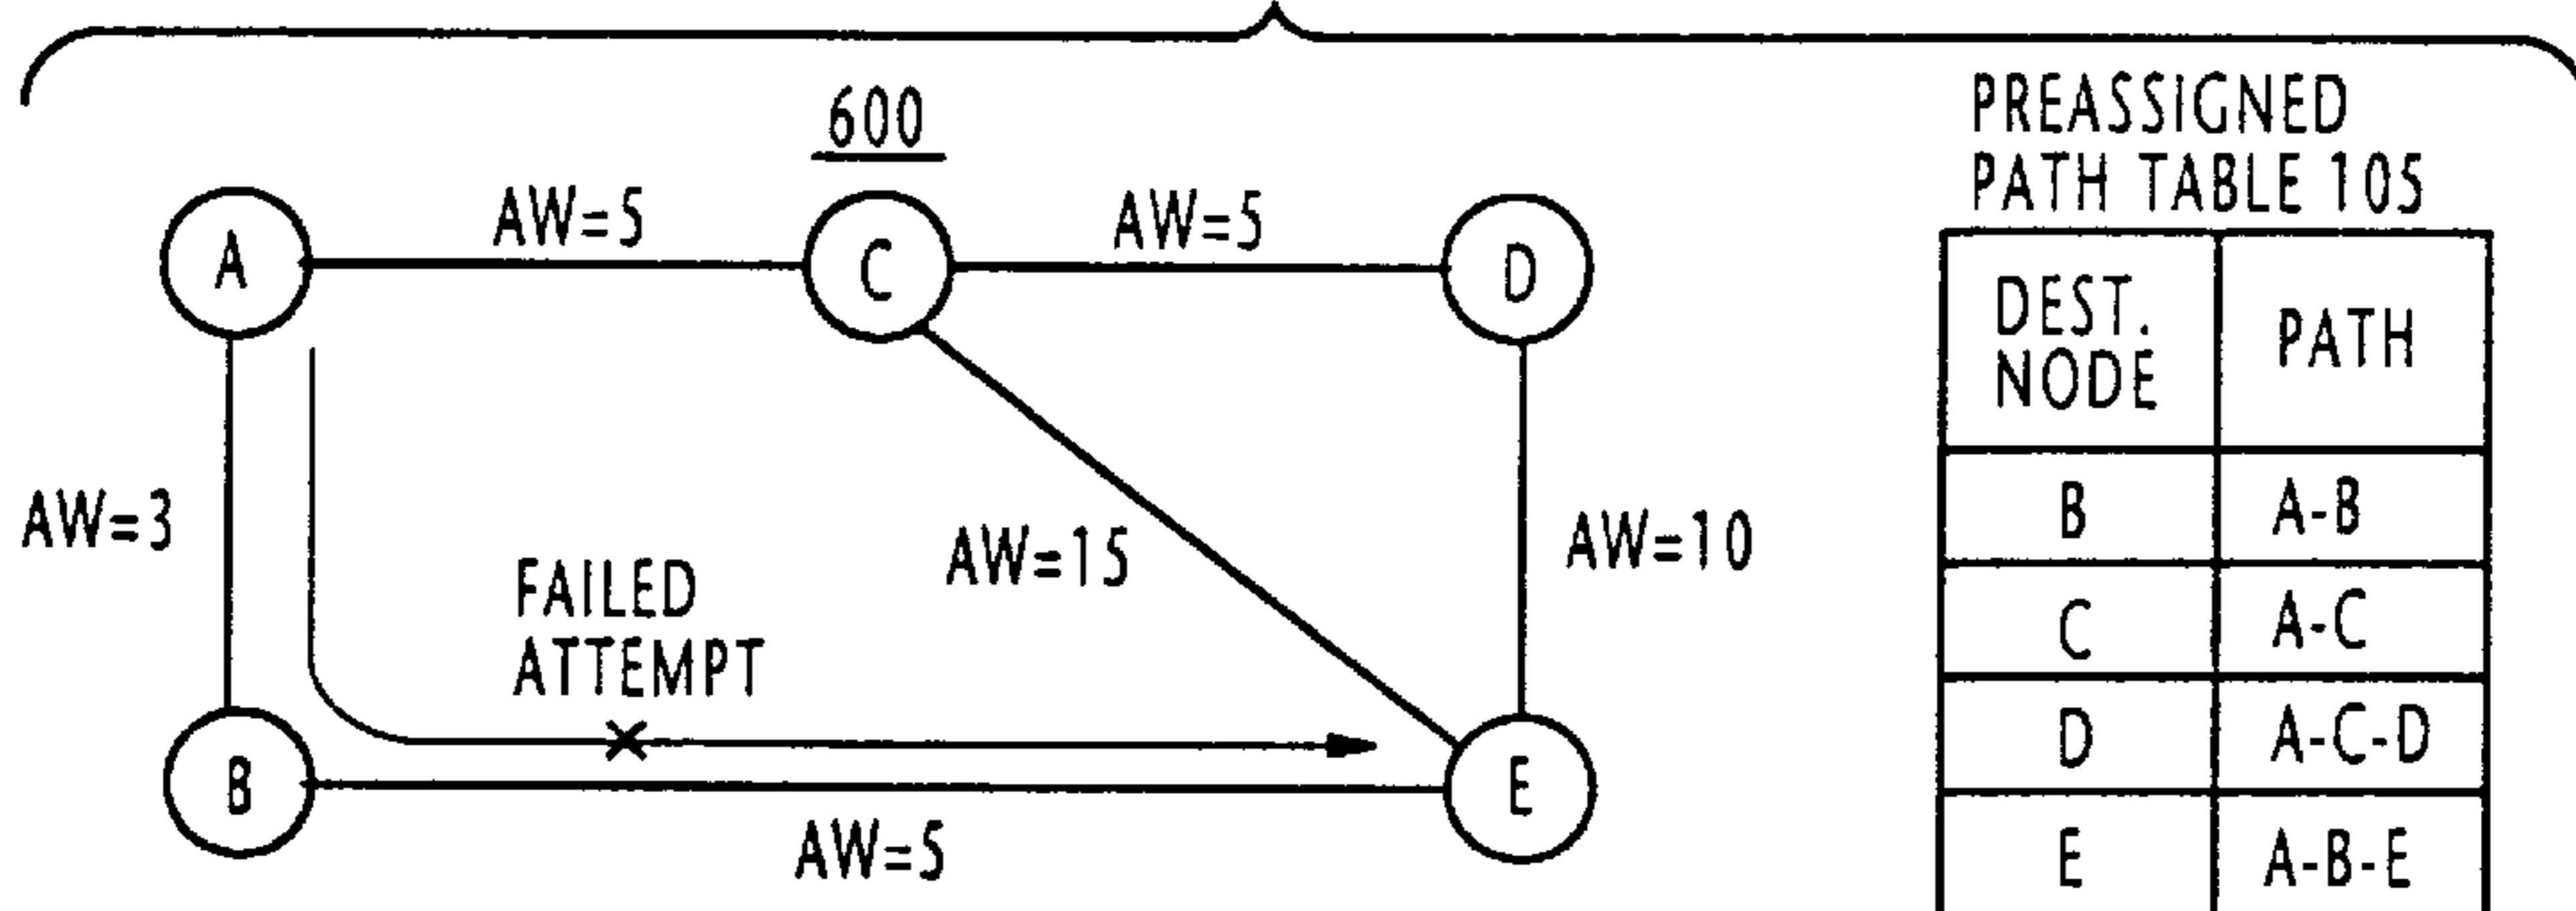 600
AW=5
AW=5
A
C
D
AW=3
AW=15
AW=10
FAILED
ATTEMPT
B
E
AW=5
PREASSIGNED
PATH TABLE 105
DEST.
NODE
PATH
B
A-B
C
A-C
D
A-C-D
E
A-B-E